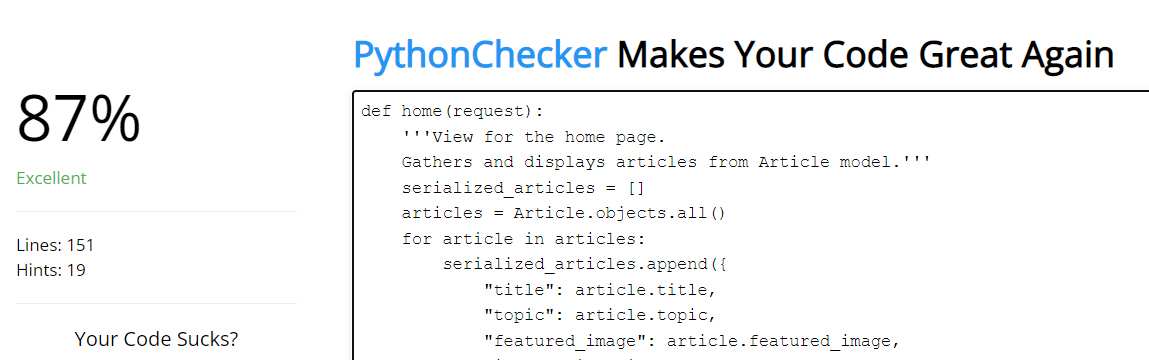 PythonChecker Makes Your Code Great Again
87%
Excellent
Lines: 151
Hints: 19
Your Code Sucks?
def home(request):
    '''View for the home page.
    Gathers and displays articles from Article model.'''
    serialized_articles = []
    articles = Article.objects.all()
    for article in articles:
        serialized_articles.append({
            "title": article.title,
            "topic": article.topic,
            "featured_image": article.featured_image,